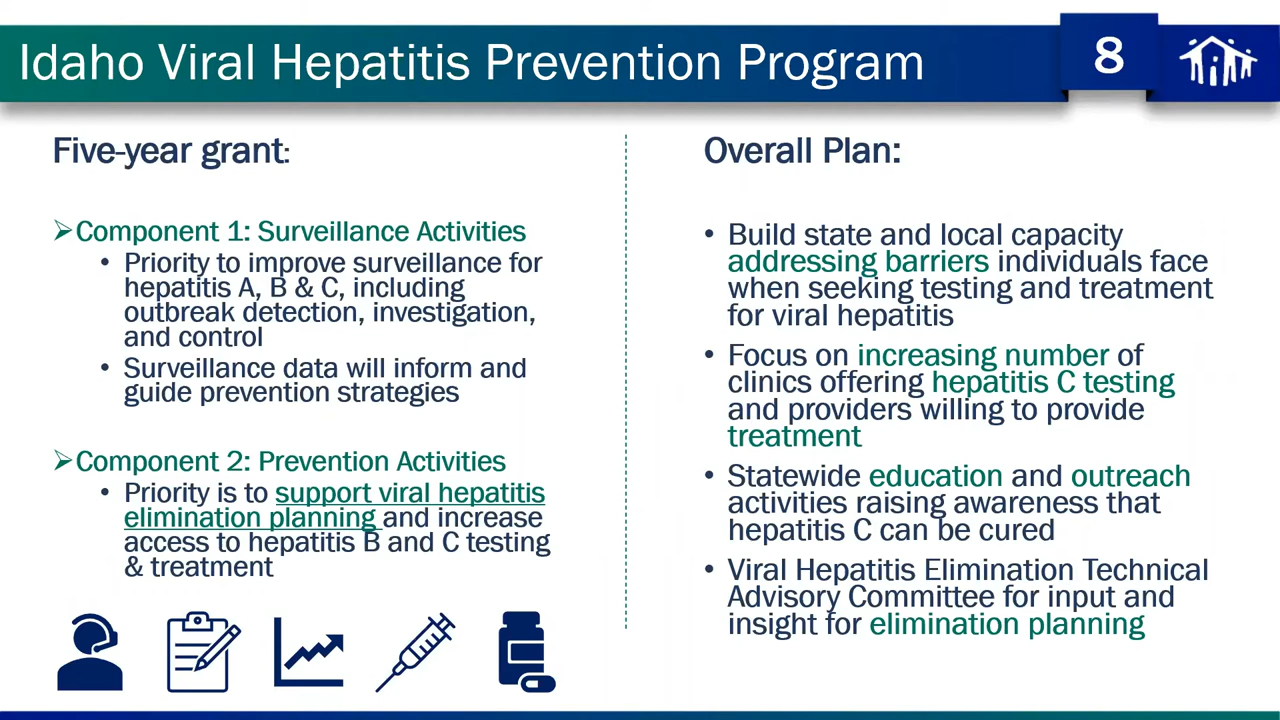 Idaho Viral Hepatitis Prevention Program
8
Five-year grant:
Component 1: Surveillance Activities
• Priority to improve surveillance for
hepatitis A, B & C, including
outbreak detection, investigation,
and control
• Surveillance data will inform and
guide prevention strategies
Component 2: Prevention Activities
• Priority is to support viral hepatitis
elimination planning and increase
access to hepatitis B and C testing
& treatment
Overall Plan:
• Build state and local capacity
addressing barriers individuals face
when seeking testing and treatment
for viral hepatitis
• Focus on increasing number of
clinics offering hepatitis C testing
and providers willing to provide
treatment
• Statewide education and outreach
activities raising awareness that
hepatitis C can be cured
• Viral Hepatitis Elimination Technical
Advisory Committee for input and
insight for elimination planning